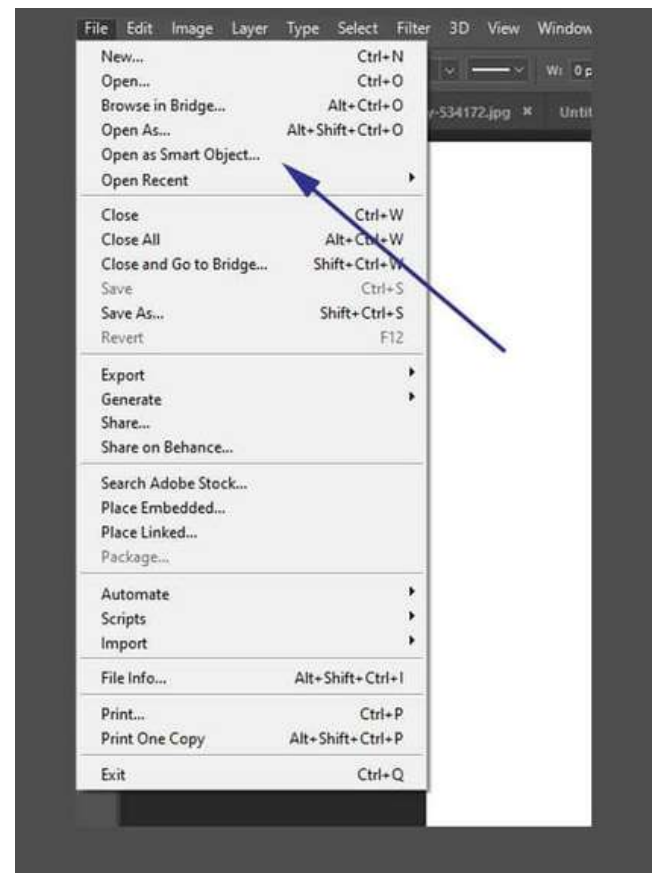 File Edit Image Layer Type Select Filter 3D View Window
New... Ctrl+N
Open... Ctrl+O
Browse in Bridge... Alt+Ctrl+O
Open As... Alt+Shift+Ctrl+O
Open as Smart Object...
Open Recent
Close Ctrl+W
Close All Alt+Ctrl+W
Close and Go to Bridge... Shift+Ctrl+W
Save Ctrl+S
Save As... Shift+Ctrl+S
Revert F12
Export
Generate
Share...
Share on Behance...
Search Adobe Stock...
Place Embedded...
Place Linked...
Package...
Automate
Scripts
Import
File Info... Alt+Shift+Ctrl+I
Print... Ctrl+P
Print One Copy Alt+Shift+Ctrl+P
Exit Ctrl+Q
W: 0 p
y-534172.jpg × Untit